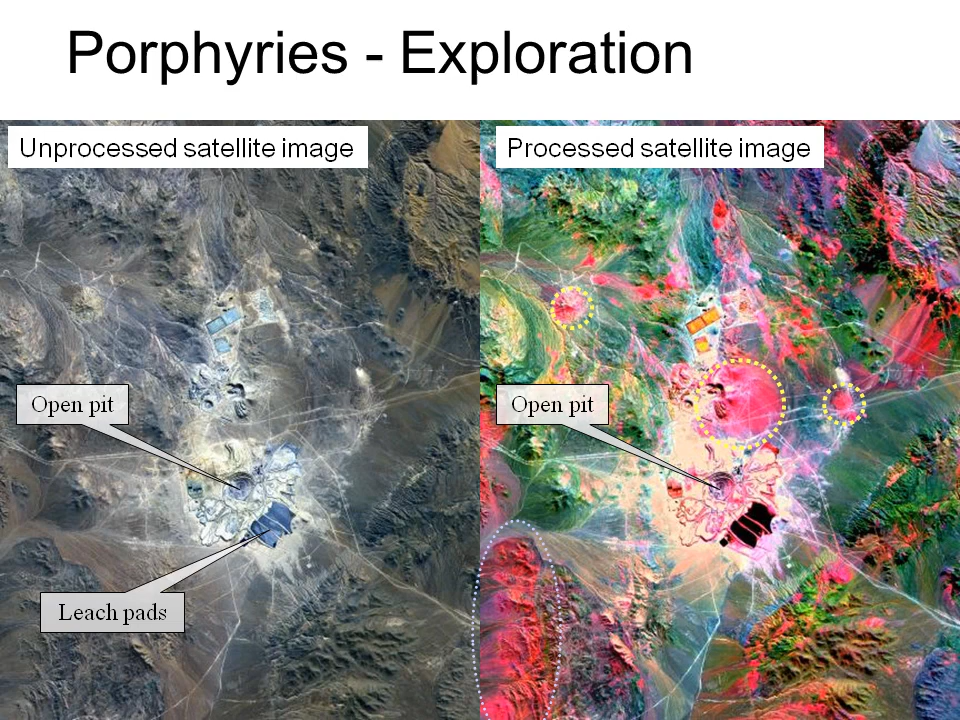 Porphyries - Exploration
Unprocessed satellite image
Processed satellite image
Open pit
Open pit
Leach pads